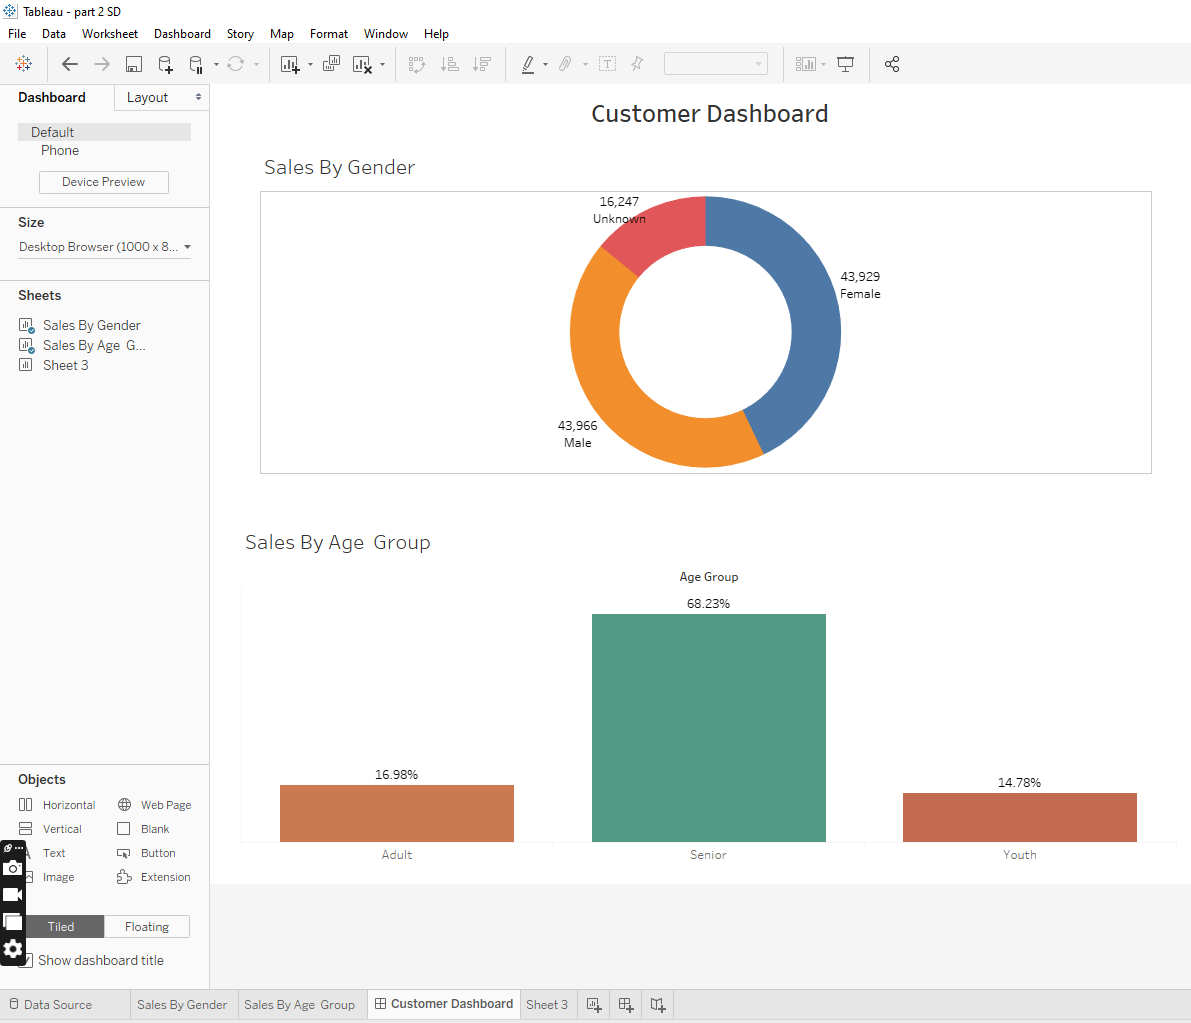 Tableau - part 2 SD
File Data Worksheet Dashboard Story Map Format Window Help
Dashboard Layout
Default
Phone
Device Preview
Size
Desktop Browser (1000 x 8...
Sheets
Sales By Gender
Sales By Age  G...
Sheet 3
Objects
Horizontal Web Page
Vertical Blank
Text Button
Image Extension
Tiled Floating
Show dashboard title
Customer Dashboard
Sales By Gender
16,247
Unknown
43,929
Female
43,966
Male
Sales By Age  Group
Age Group
68.23%
16.98%
14.78%
Adult Senior Youth
Data Source Sales By Gender Sales By Age  Group Customer Dashboard Sheet 3